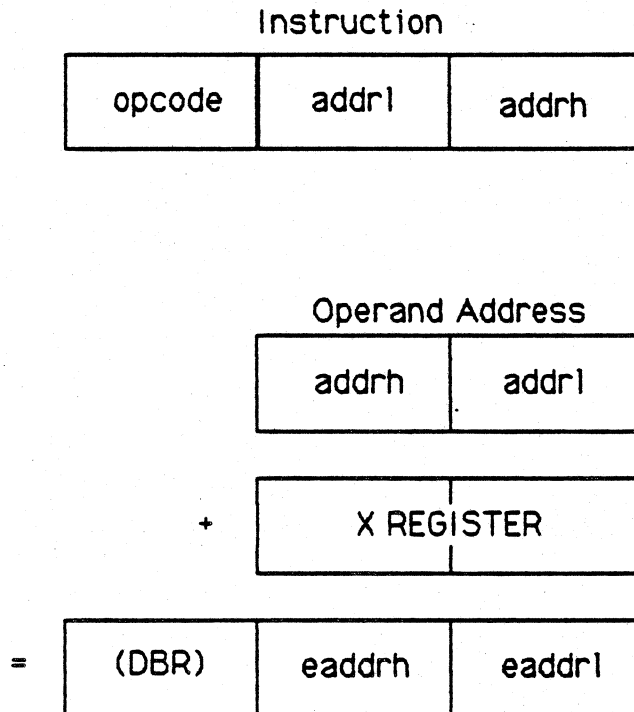 Instruction
opcode addrl addrh
Operand Address
addrh addrl
+ X REGISTER
= (DBR) eaddrh eaddrl